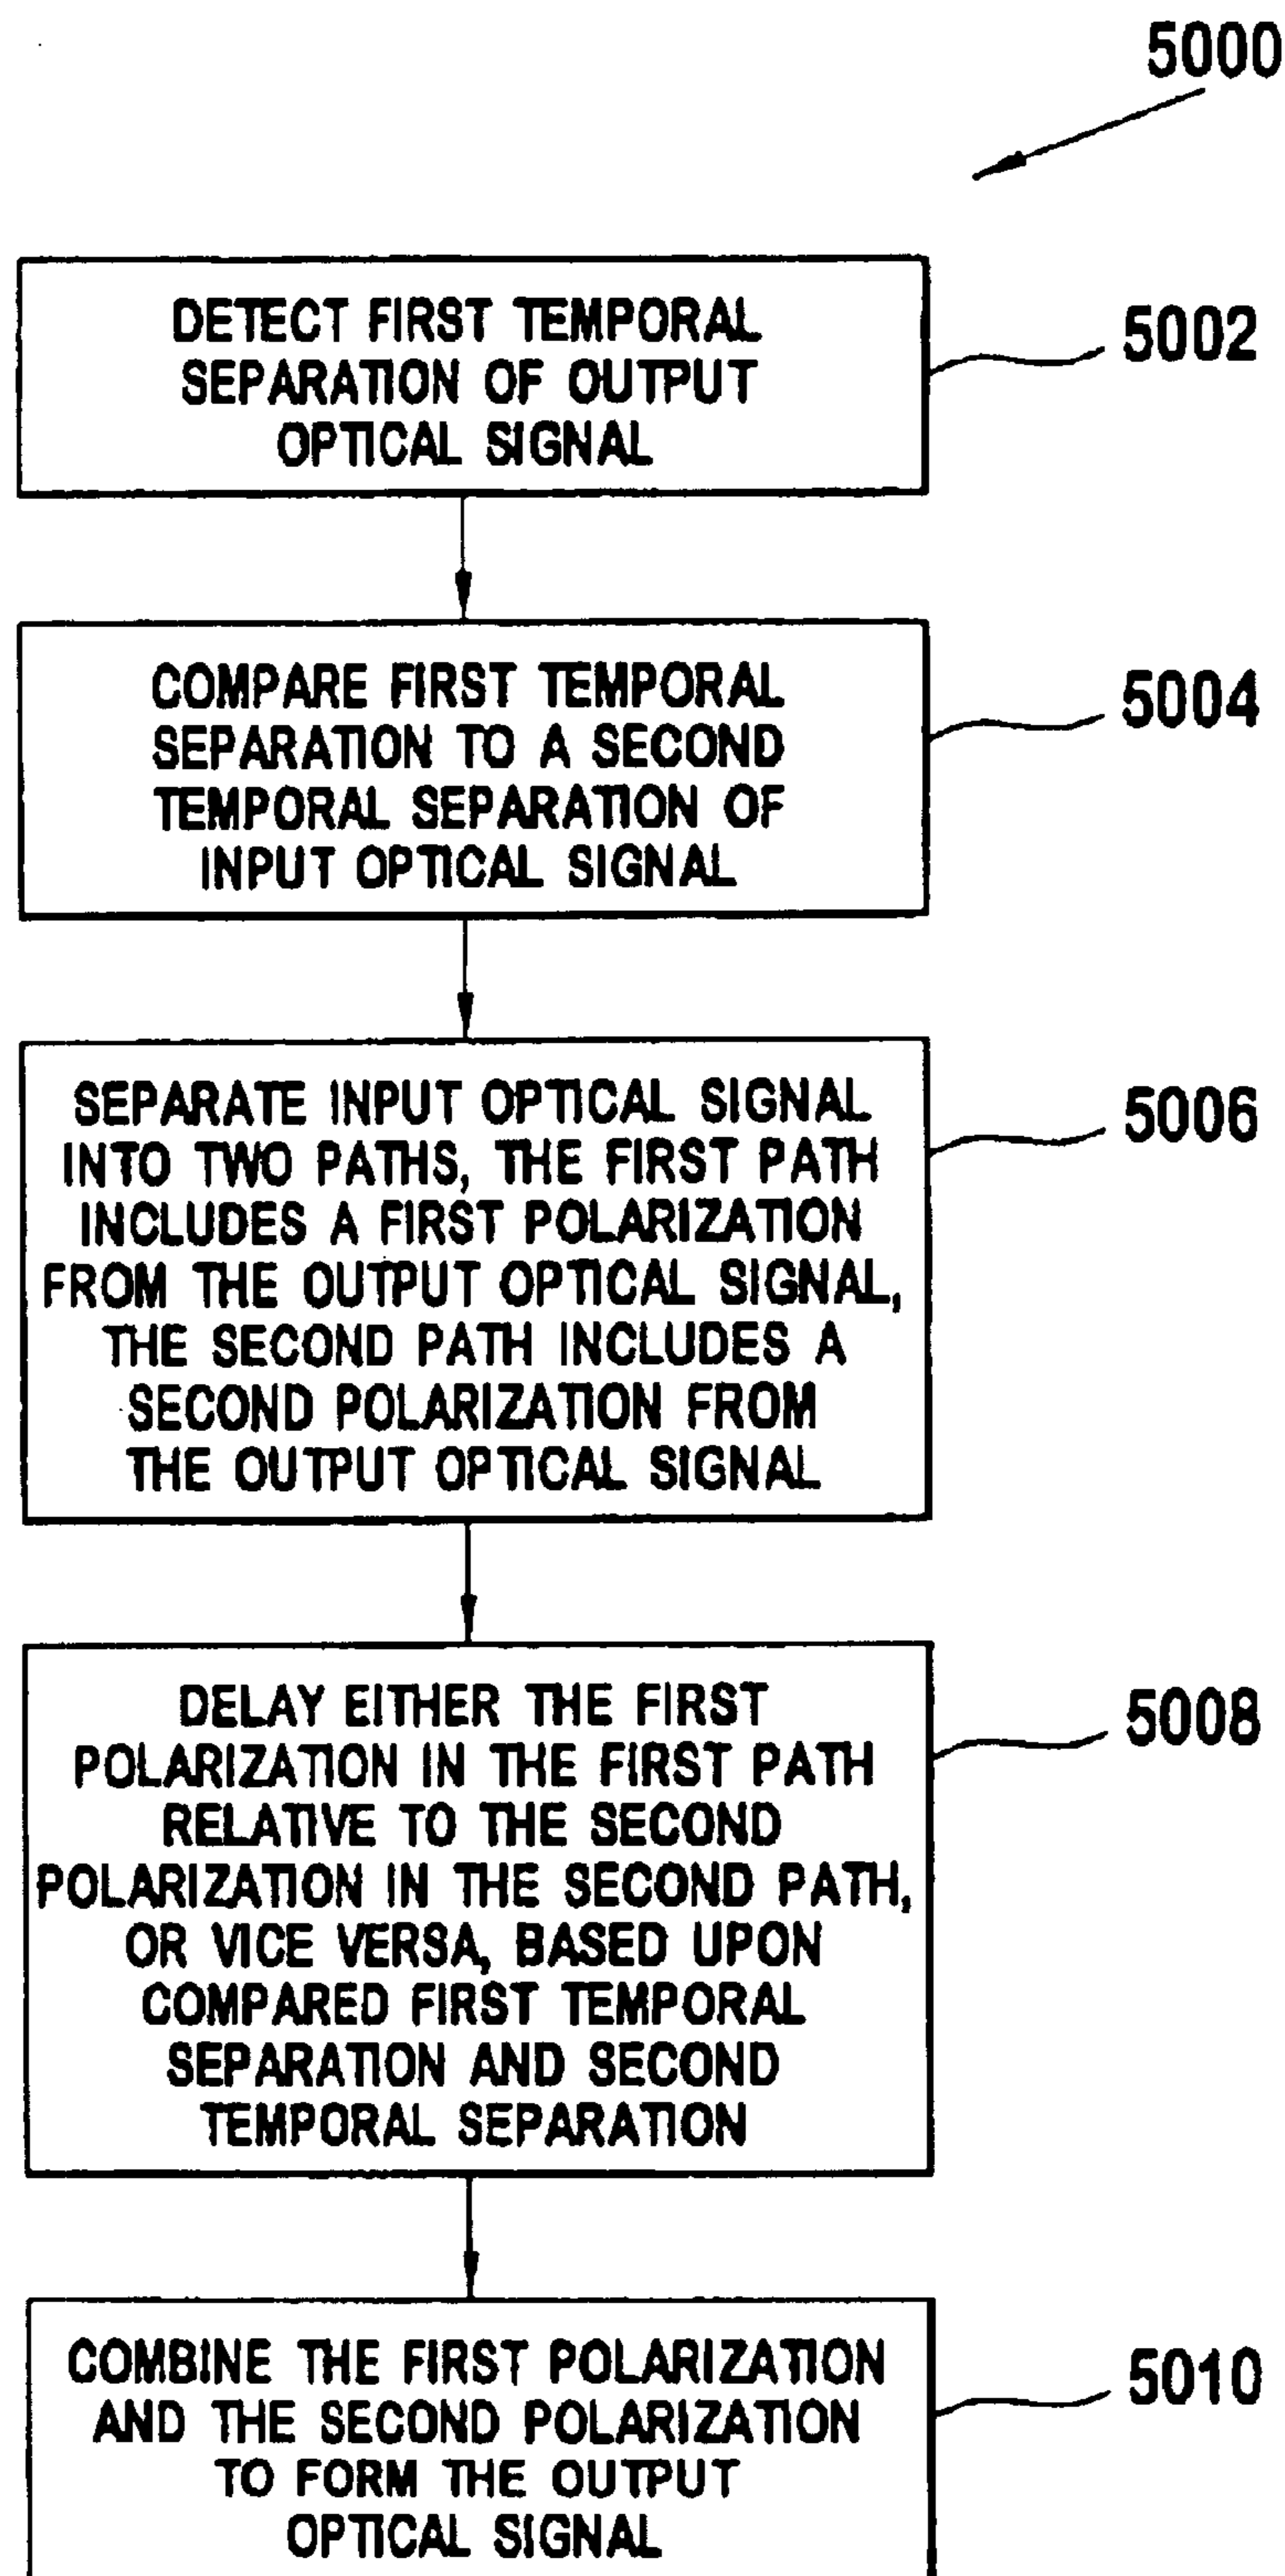 5000
DETECT FIRST TEMPORAL
SEPARATION OF OUTPUT
OPTICAL SIGNAL
5002
COMPARE FIRST TEMPORAL
SEPARATION TO A SECOND
TEMPORAL SEPARATION OF
INPUT OPTICAL SIGNAL
5004
SEPARATE INPUT OPTICAL SIGNAL
INTO TWO PATHS, THE FIRST PATH
INCLUDES A FIRST POLARIZATION
FROM THE OUTPUT OPTICAL SIGNAL,
THE SECOND PATH INCLUDES A
SECOND POLARIZATION FROM
THE OUTPUT OPTICAL SIGNAL
5006
DELAY EITHER THE FIRST
POLARIZATION IN THE FIRST PATH
RELATIVE TO THE SECOND
POLARIZATION IN THE SECOND PATH,
OR VICE VERSA, BASED UPON
COMPARED FIRST TEMPORAL
SEPARATION AND SECOND
TEMPORAL SEPARATION
5008
COMBINE THE FIRST POLARIZATION
AND THE SECOND POLARIZATION
TO FORM THE OUTPUT
OPTICAL SIGNAL
5010